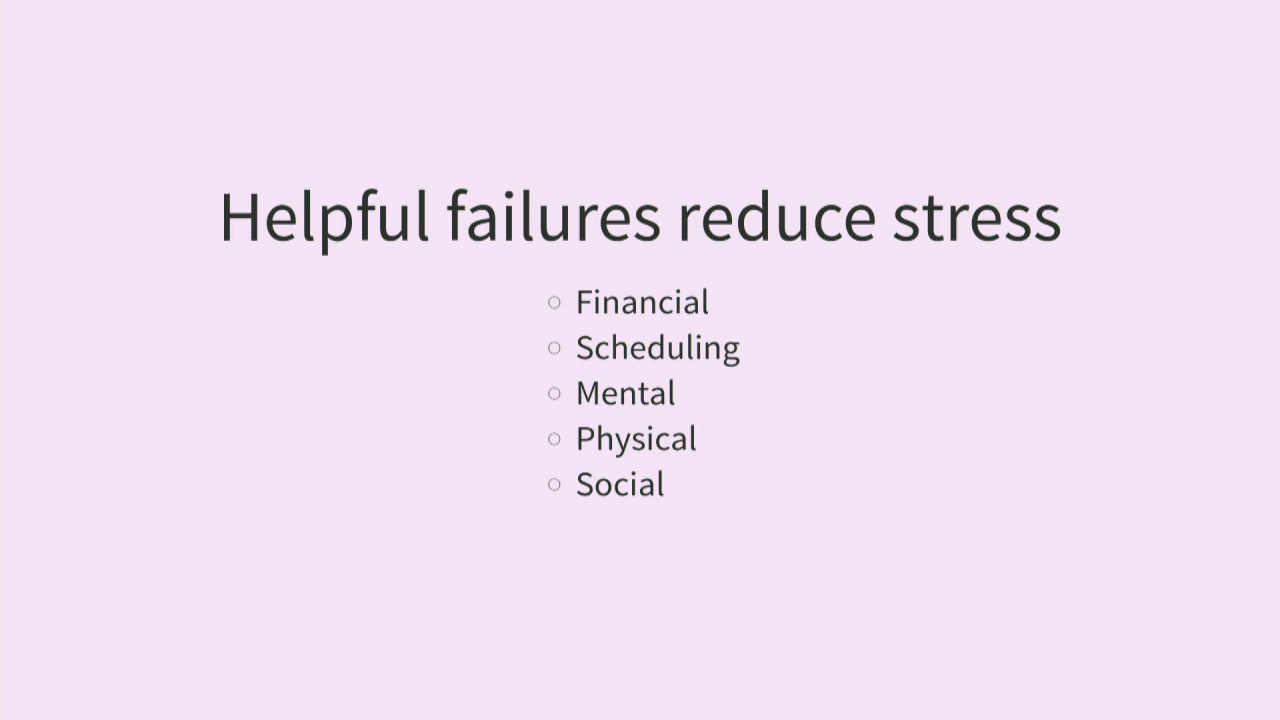 Helpful failures reduce stress
Financial
Scheduling
Mental
Physical
Social